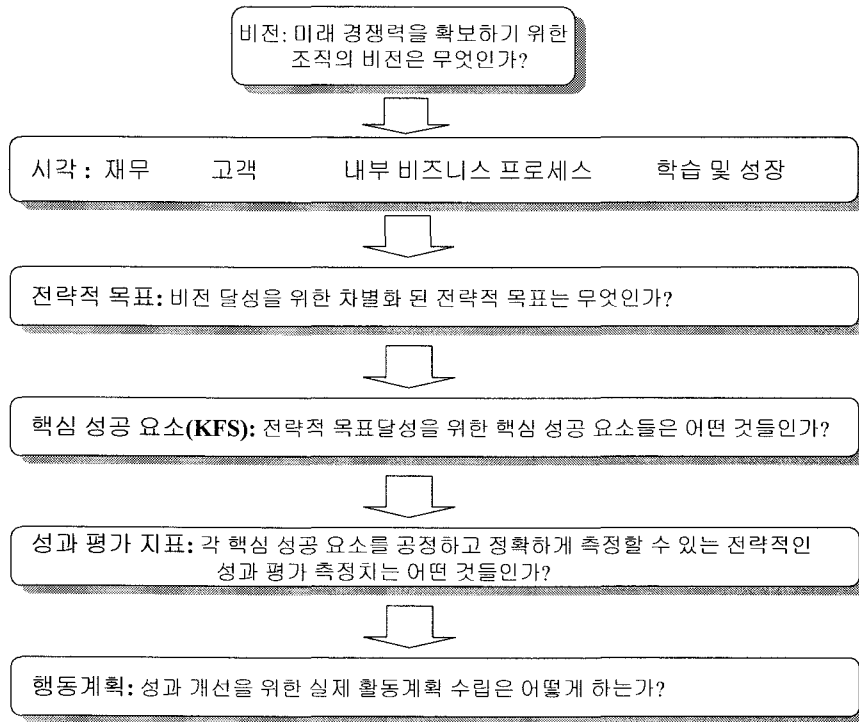 비전: 미래 경쟁력을 확보하기 위한
조직의 비전은 무엇인가?
시각 : 재무 고객 내부 비즈니스 프로세스 학습 및 성장
전략적 목표: 비전 달성을 위한 차별화 된 전략적 목표는 무엇인가?
핵심 성공 요소(KFS): 전략적 목표달성을 위한 핵심 성공 요소들은 어떤 것들인가?
성과 평가 지표: 각 핵심 성공 요소를 공정하고 정확하게 측정할 수 있는 전략적인
성과 평가 측정치는 어떤 것들인가?
행동계획: 성과 개선을 위한 실제 활동계획 수립은 어떻게 하는가?